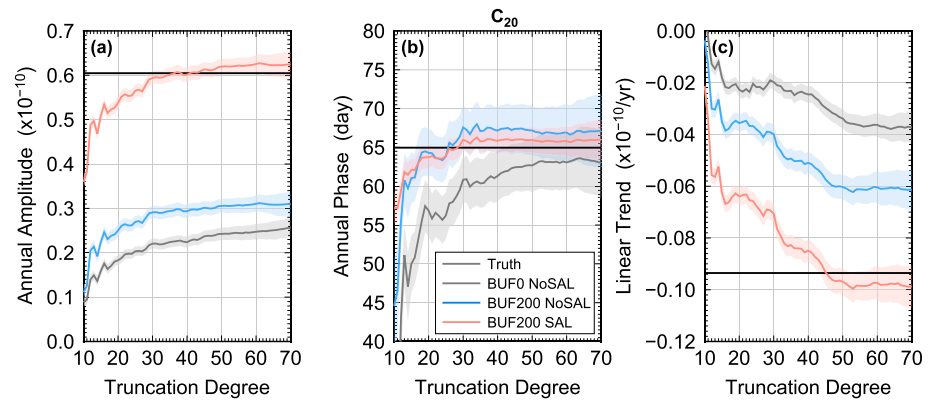 C₂₀
(a)
Annual Amplitude (x10⁻¹⁰)
0.7
0.6
0.5
0.4
0.3
0.2
0.1
0.0
10 20 30 40 50 60 70
Truncation Degree
(b)
Annual Phase (day)
80
75
70
65
60
55
50
45
40
Truth
BUF0 NoSAL
BUF200 NoSAL
BUF200 SAL
10 20 30 40 50 60 70
Truncation Degree
(c)
Linear Trend (x10⁻¹⁰/yr)
0.00
−0.02
−0.04
−0.06
−0.08
−0.10
−0.12
10 20 30 40 50 60 70
Truncation Degree